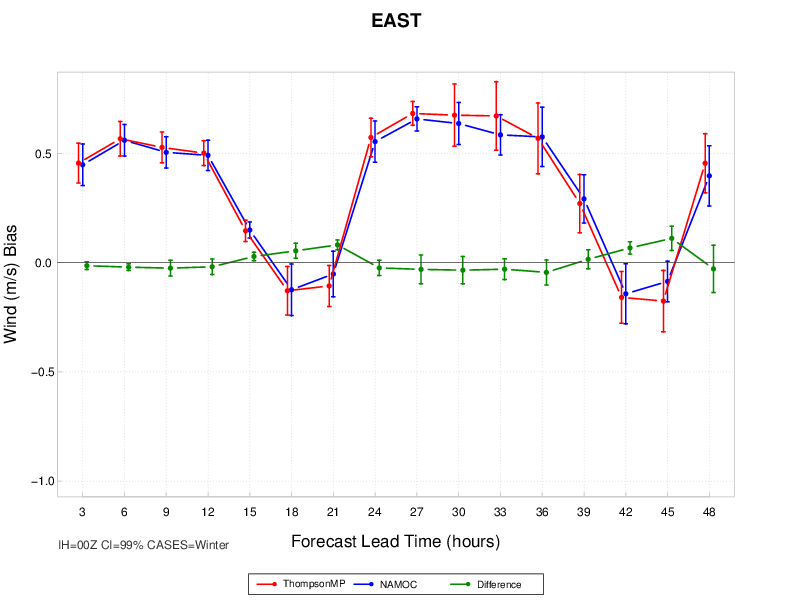 EAST
Wind (m/s) Bias
0.5
0.0
−0.5
−1.0
3 6 9 12 15 18 21 24 27 30 33 36 39 42 45 48
Forecast Lead Time (hours)
IH=00Z CI=99% CASES=Winter
ThompsonMP NAMOC Difference